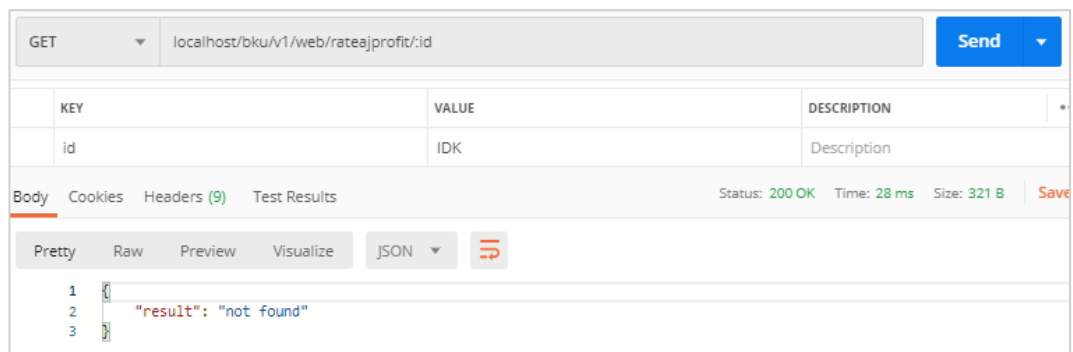 GET localhost/bku/v1/web/rateajprofit/:id Send
KEY VALUE DESCRIPTION
id IDK Description
Body Cookies Headers (9) Test Results Status: 200 OK Time: 28 ms Size: 321 B Save
Pretty Raw Preview Visualize JSON
1 {
2 "result": "not found"
3 }